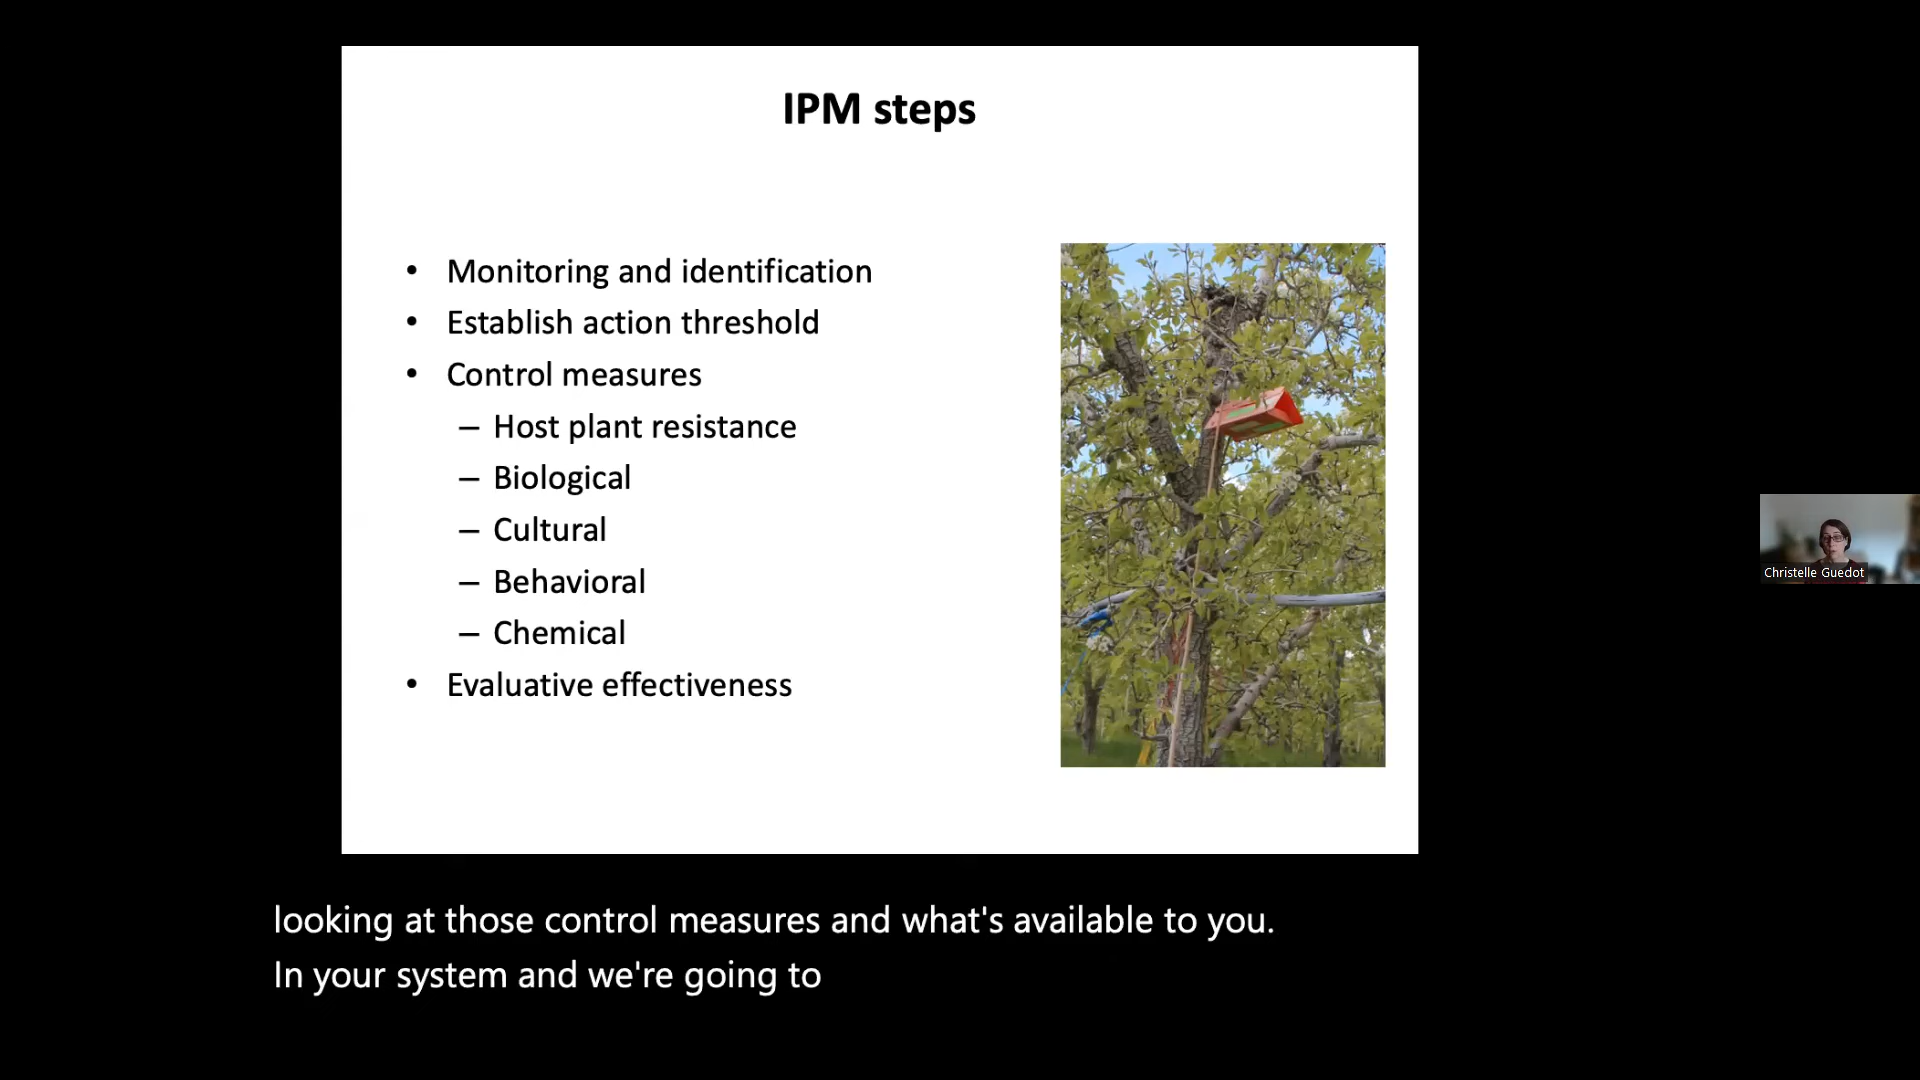 IPM steps
• Monitoring and identification
• Establish action threshold
• Control measures
– Host plant resistance
– Biological
– Cultural
– Behavioral
– Chemical
• Evaluative effectiveness
Christelle Guedot
looking at those control measures and what's available to you.
In your system and we're going to